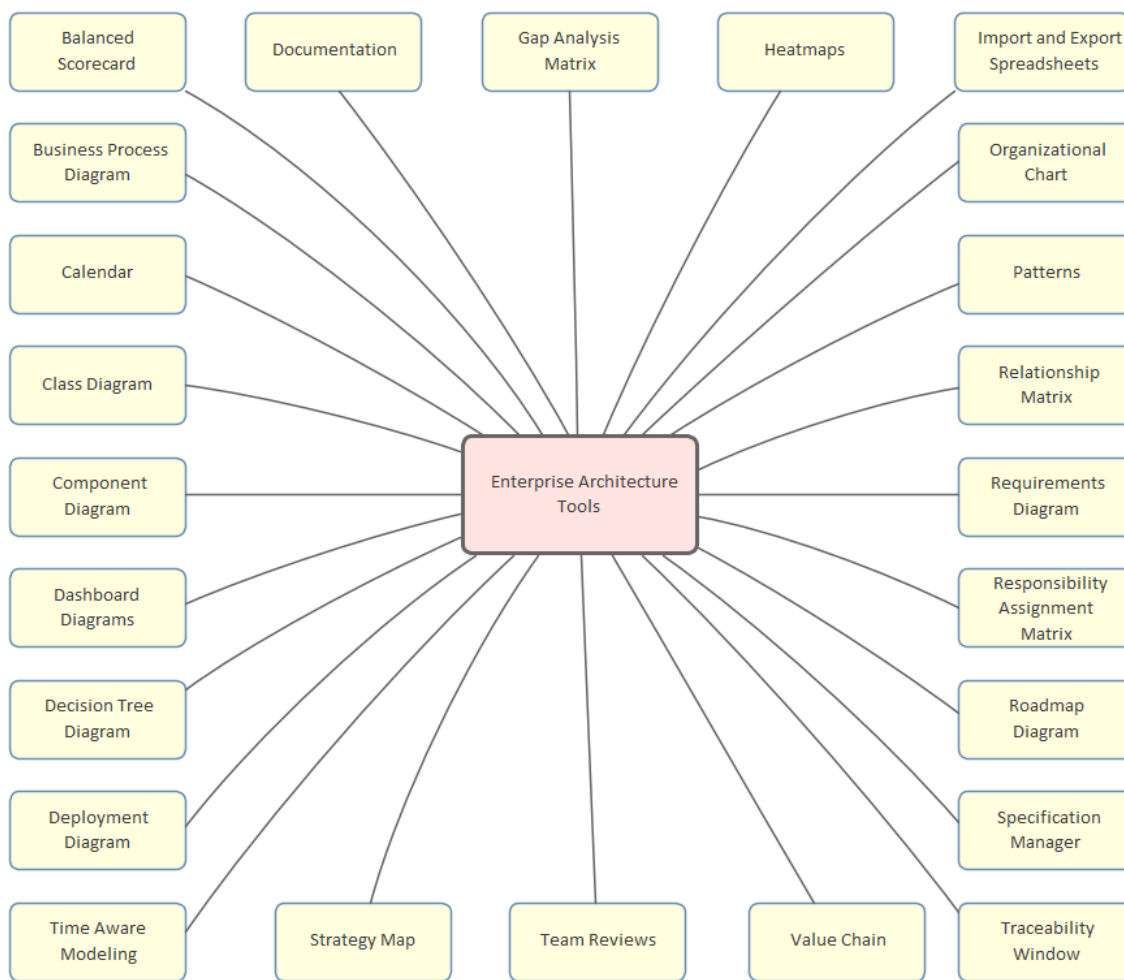 Balanced
Scorecard
Documentation
Gap Analysis
Matrix
Heatmaps
Import and Export
Spreadsheets
Business Process
Diagram
Organizational
Chart
Calendar
Patterns
Class Diagram
Relationship
Matrix
Component
Diagram
Enterprise Architecture
Tools
Requirements
Diagram
Dashboard
Diagrams
Responsibility
Assignment
Matrix
Decision Tree
Diagram
Roadmap
Diagram
Deployment
Diagram
Specification
Manager
Time Aware
Modeling
Strategy Map
Team Reviews
Value Chain
Traceability
Window